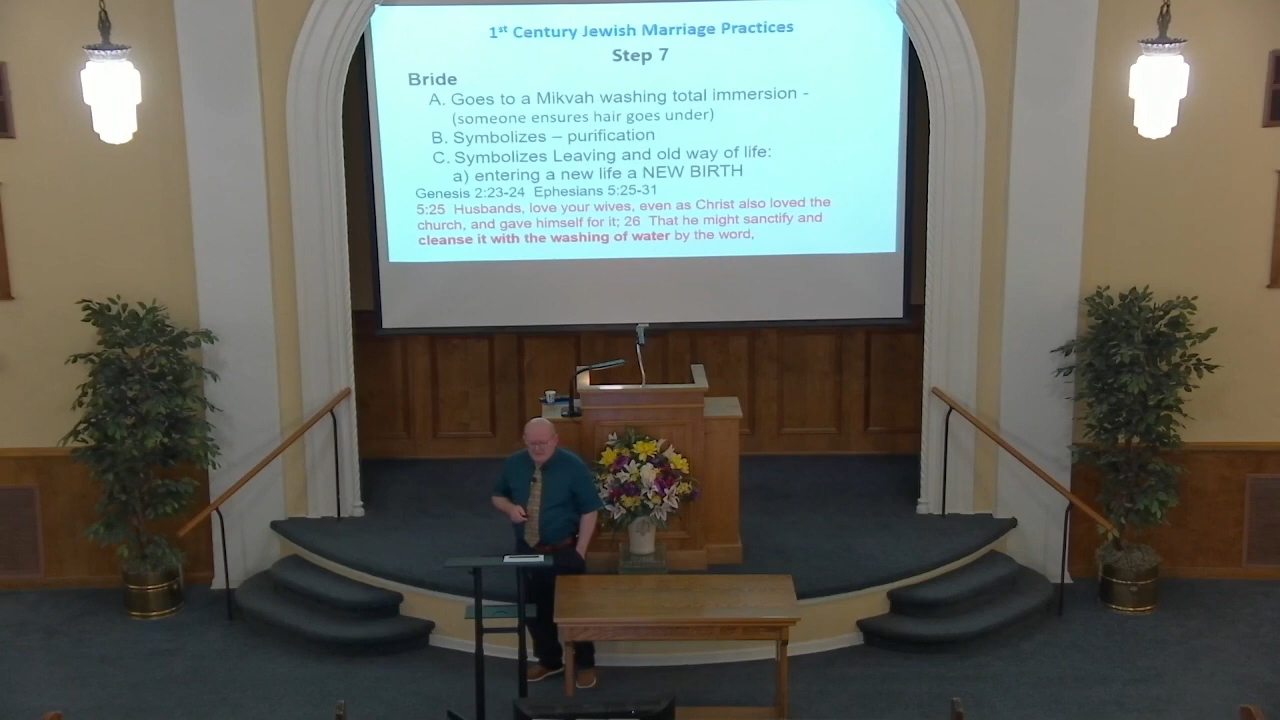 1st Century Jewish Marriage Practices
Step 7
Bride
A. Goes to a Mikvah washing total immersion -
(someone ensures hair goes under)
B. Symbolizes – purification
C. Symbolizes Leaving and old way of life:
a) entering a new life a NEW BIRTH
Genesis 2:23-24 Ephesians 5:25-31
5:25 Husbands, love your wives, even as Christ also loved the
church, and gave himself for it; 26 That he might sanctify and
cleanse it with the washing of water by the word,